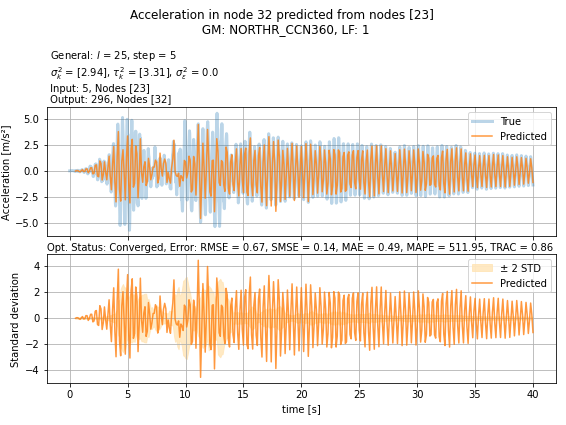 Acceleration in node 32 predicted from nodes [23]
GM: NORTHR_CCN360, LF: 1
General: l = 25, step = 5
σ²ₖ = [2.94], τ²ₖ = [3.31], σ²ε = 0.0
Input: 5, Nodes [23]
Output: 296, Nodes [32]
Acceleration [m/s²]
5.0
2.5
0.0
−2.5
−5.0
True
Predicted
Opt. Status: Converged, Error: RMSE = 0.67, SMSE = 0.14, MAE = 0.49, MAPE = 511.95, TRAC = 0.86
Standard deviation
4
2
0
−2
−4
± 2 STD
Predicted
0 5 10 15 20 25 30 35 40
time [s]